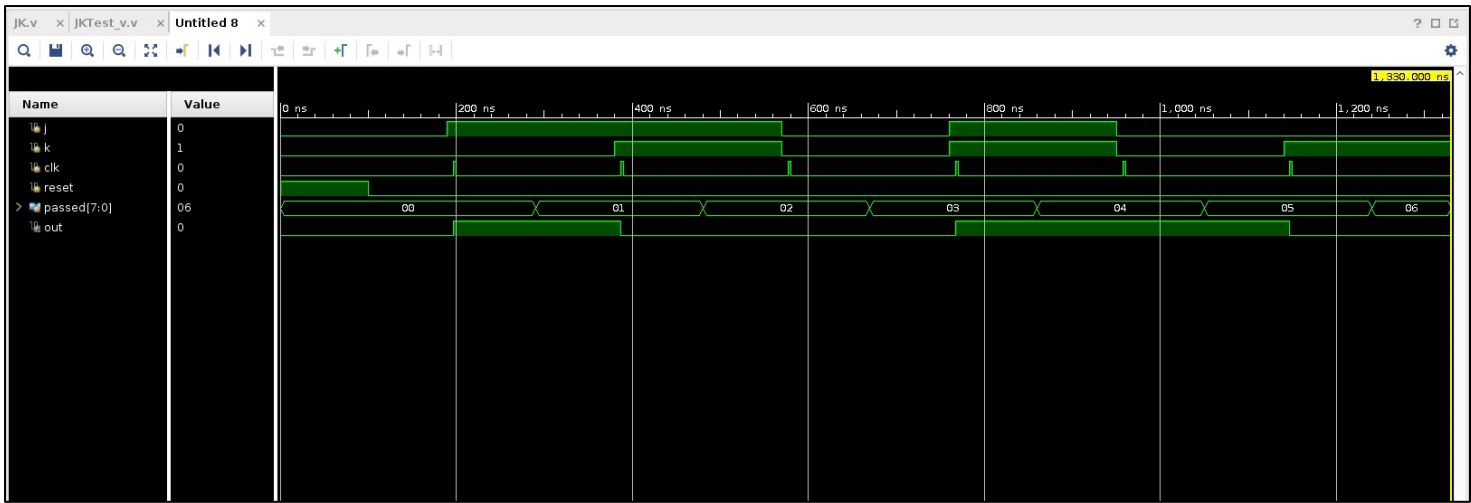 JK.v × JKTest_v.v × Untitled 8 ×
?
1,330.000 ns
Name Value
0 ns 200 ns 400 ns 600 ns 800 ns 1,000 ns 1,200 ns
j 0
k 1
clk 0
reset 0
> passed[7:0] 06 00 01 02 03 04 05 06
out 0